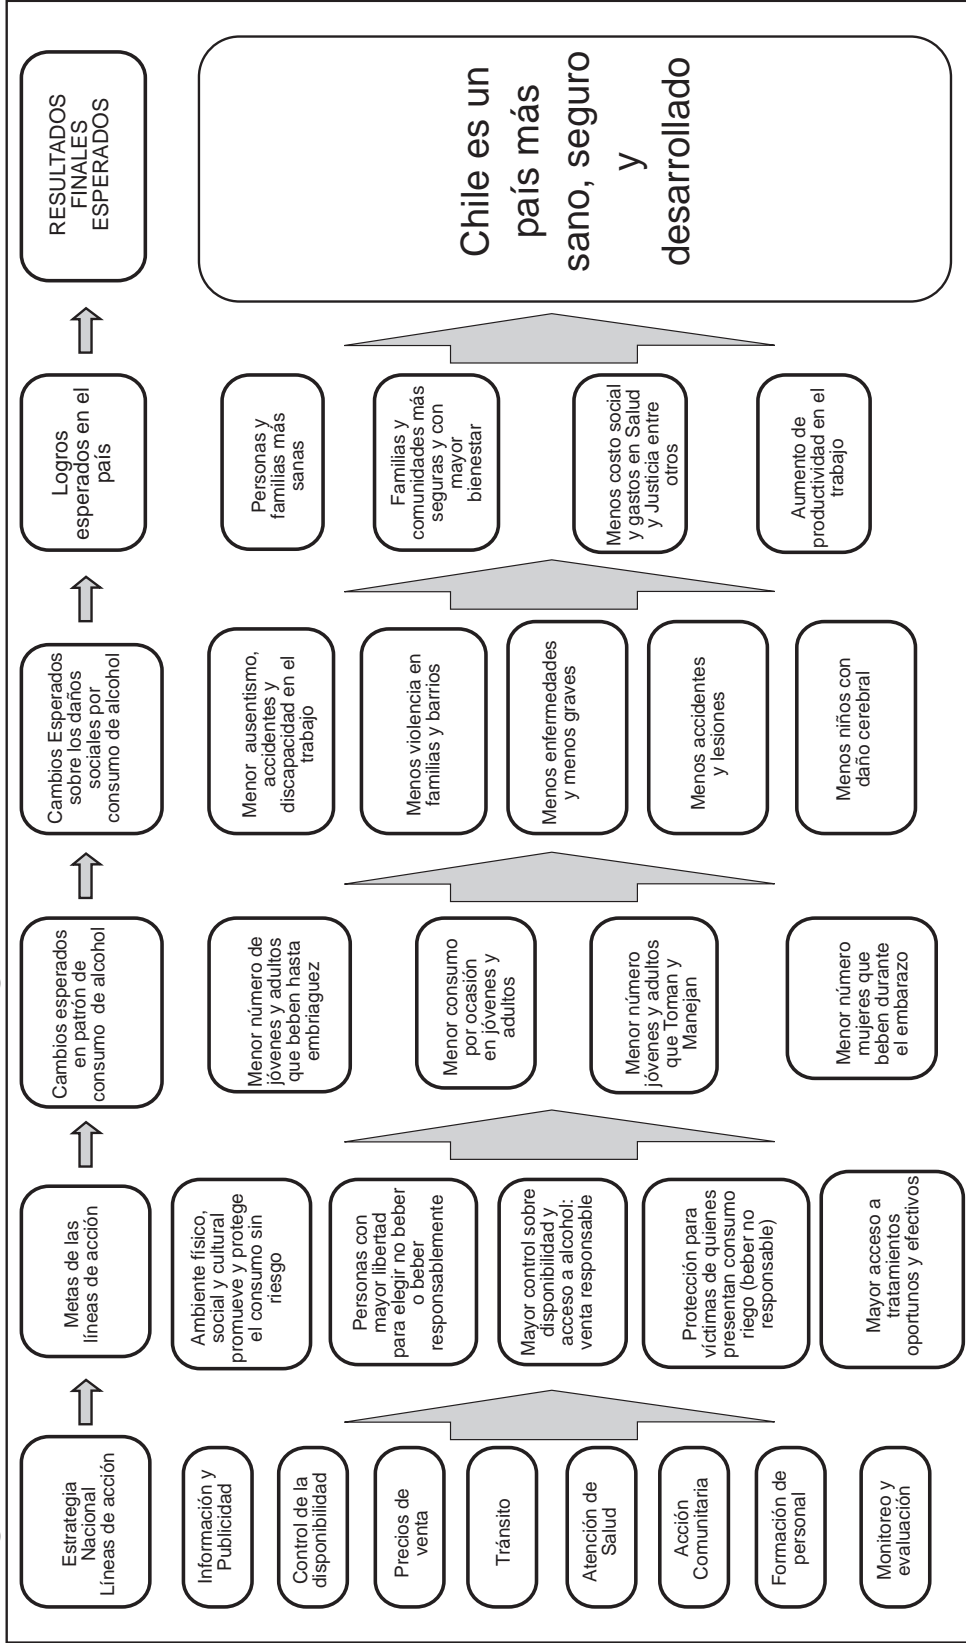 Estrategia
Nacional
Líneas de acción
Metas de las
líneas de acción
Cambios esperados
en patrón de
consumo de alcohol
Cambios Esperados
sobre los daños
sociales por
consumo de alcohol
Logros
esperados en el
país
RESULTADOS
FINALES
ESPERADOS
Información y
Publicidad
Control de la
disponibilidad
Precios de
venta
Tránsito
Atención de
Salud
Acción
Comunitaria
Formación de
personal
Monitoreo y
evaluación
Ambiente físico,
social y cultural
promueve y protege
el consumo sin
riesgo
Personas con
mayor libertad
para elegir no beber
o beber
responsablemente
Mayor control sobre
disponibilidad y
acceso a alcohol:
venta responsable
Protección para
víctimas de quienes
presentan consumo
riego (beber no
responsable)
Mayor acceso a
tratamientos
oportunos y efectivos
Menor número de
jóvenes y adultos
que beben hasta
embriaguez
Menor consumo
por ocasión
en jóvenes y
adultos
Menor número
jóvenes y adultos
que Toman y
Manejan
Menor número
mujeres que
beben durante
el embarazo
Menor ausentismo,
accidentes y
discapacidad en el
trabajo
Menos violencia en
familias y barrios
Menos enfermedades
y menos graves
Menos accidentes
y lesiones
Menos niños con
daño cerebral
Personas y
familias más
sanas
Familias y
comunidades más
seguras y con
mayor
bienestar
Menos costo social
y gastos en Salud
y Justicia entre
otros
Aumento de
productividad en el
trabajo
Chile es un
país más
sano, seguro
y
desarrollado